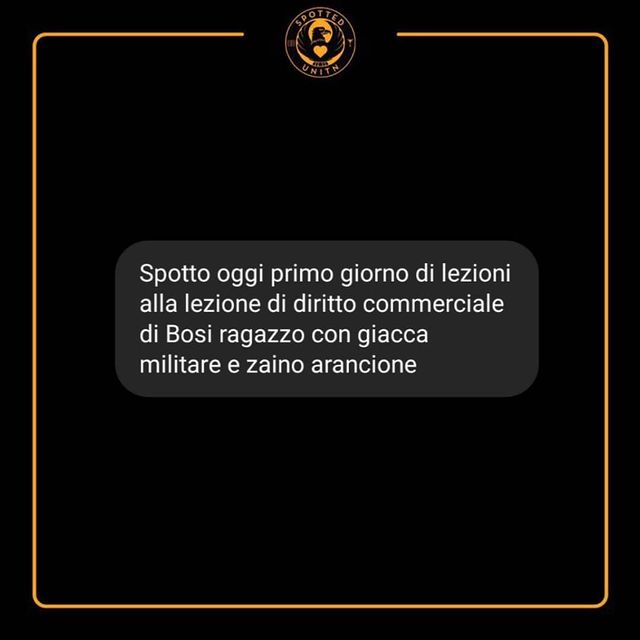 SPOTTED
UNITN
Spotto oggi primo giorno di lezioni
alla lezione di diritto commerciale
di Bosi ragazzo con giacca
militare e zaino arancione